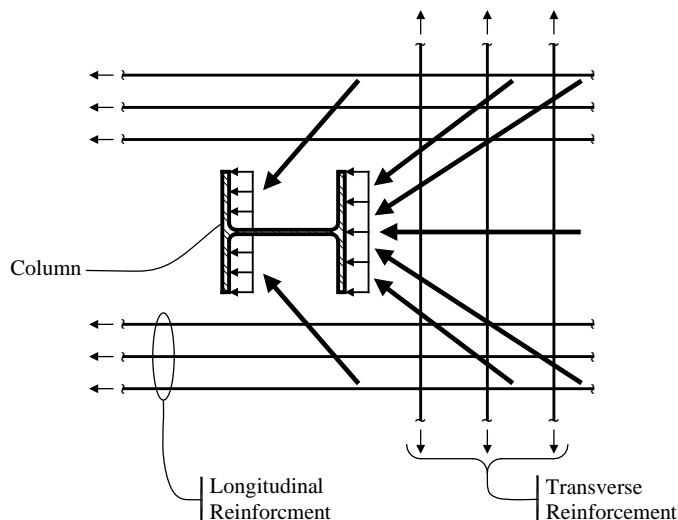 Column
Longitudinal
Reinforcment
Transverse
Reinforcement